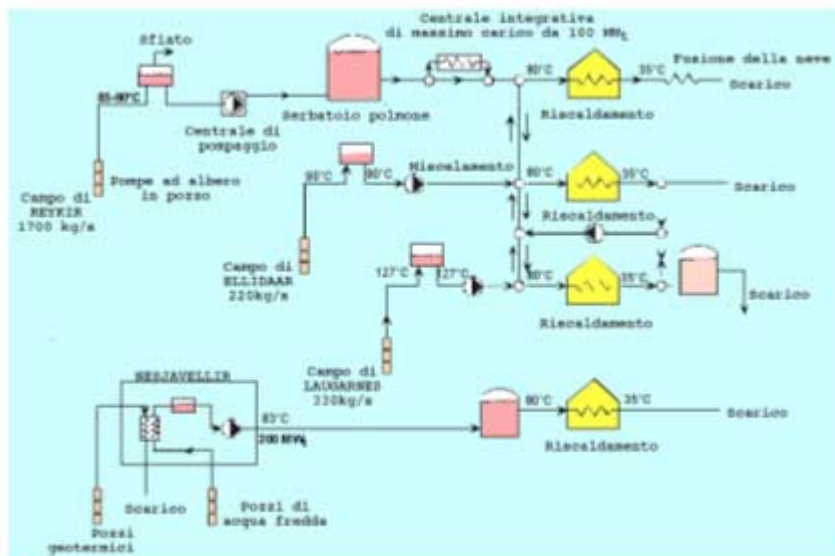 Sfiato
Centrale integrativa
di massimo carico da 100 MWt
80°C
35°C
Fusione della neve
Scarico
Riscaldamento
Serbatoio polmone
Centrale di
pompaggio
Pompe ad albero
in pozzo
Campo di
REYKIR
1700 kg/s
Miscelamento
90°C
80°C
35°C
Scarico
Riscaldamento
Campo di
ELLIDAAR
220kg/s
127°C
127°C
80°C
35°C
Scarico
Riscaldamento
Campo di
LAUGARNES
330kg/s
NESJAVELLIR
83°C
200 MWt
80°C
35°C
Scarico
Riscaldamento
Scarico
Pozzi di
acqua fredda
Pozzi
geotermici